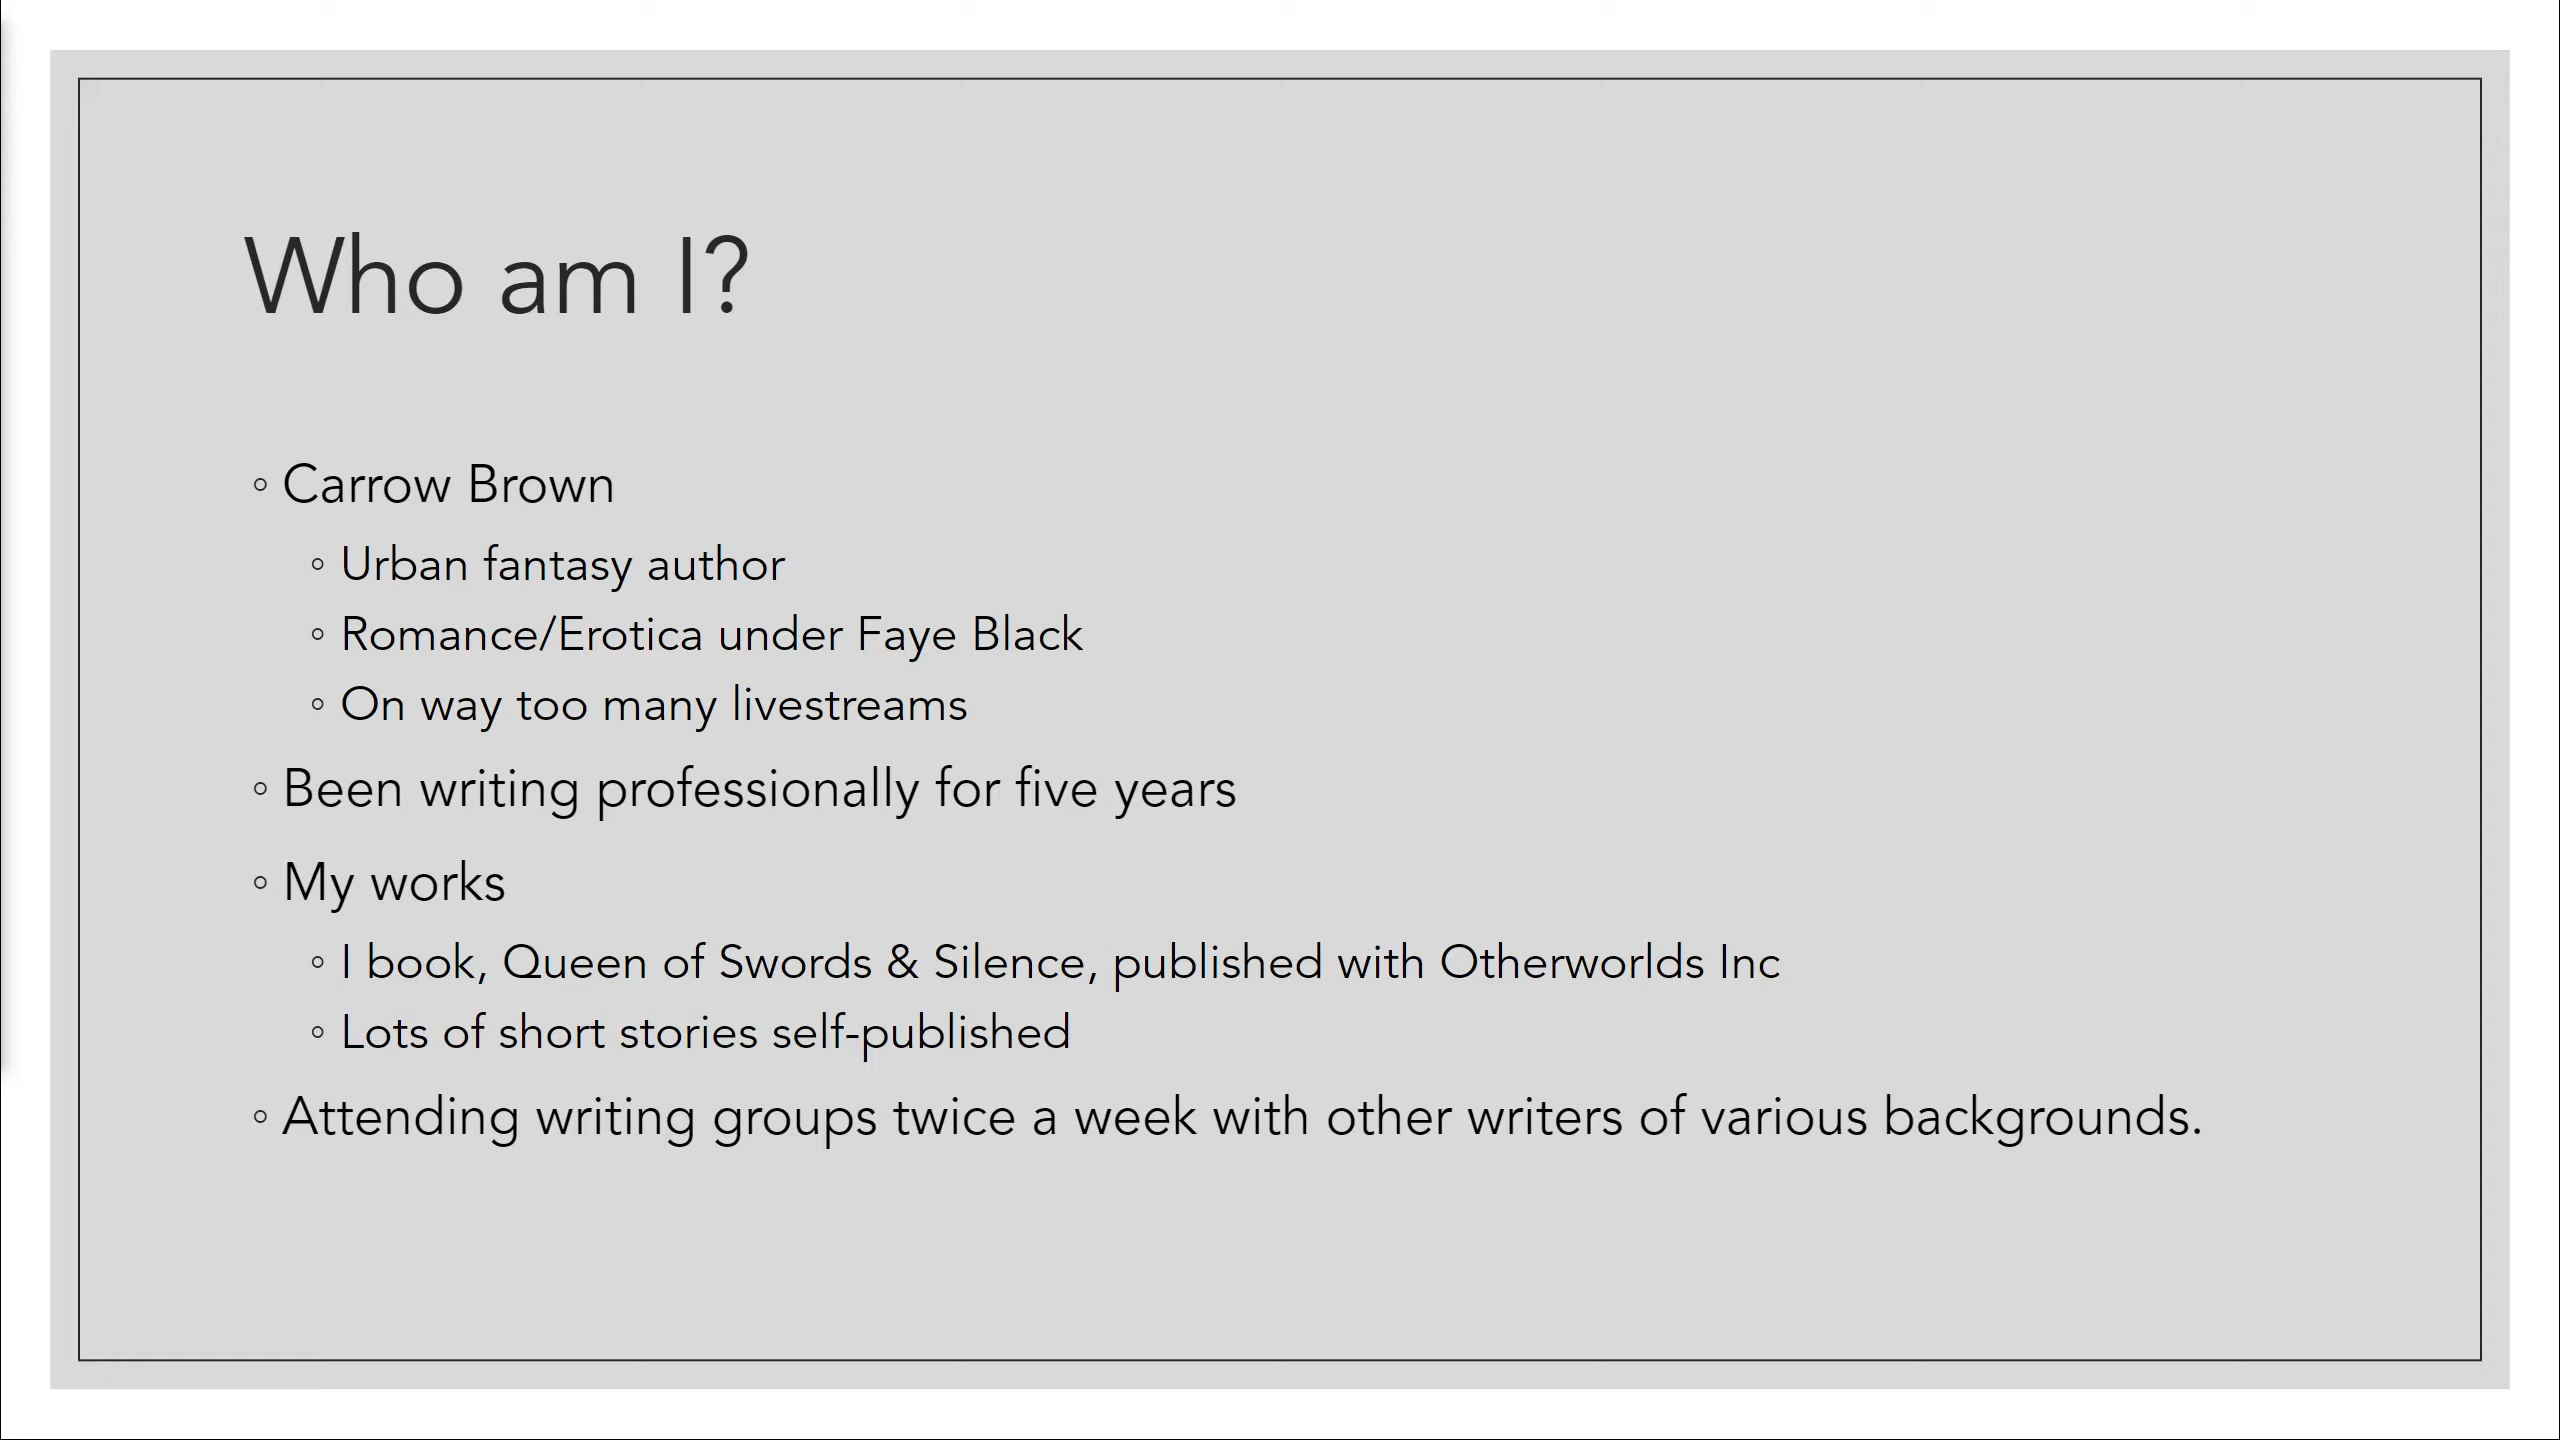 Who am I?
◦ Carrow Brown
◦ Urban fantasy author
◦ Romance/Erotica under Faye Black
◦ On way too many livestreams
◦ Been writing professionally for five years
◦ My works
◦ I book, Queen of Swords & Silence, published with Otherworlds Inc
◦ Lots of short stories self-published
◦ Attending writing groups twice a week with other writers of various backgrounds.